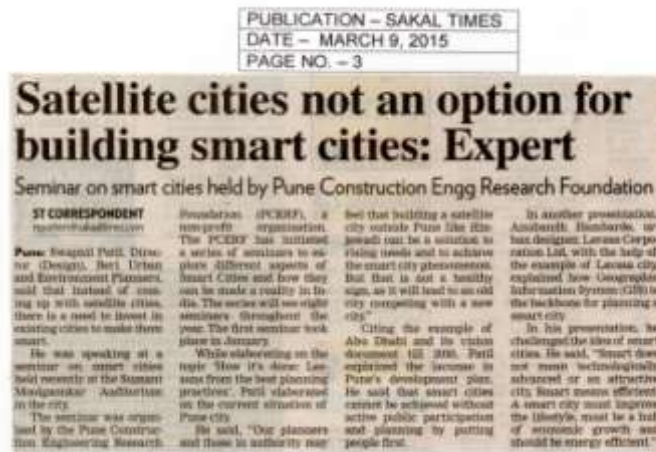 PUBLICATION – SAKAL TIMES
DATE – MARCH 9, 2015
PAGE NO. – 3
Satellite cities not an option for
building smart cities: Expert
Seminar on smart cities held by Pune Construction Engg Research Foundation
ST CORRESPONDENT
Pune: Swapnil Patil, Direc-
tor (Design), Beri Urban
and Environment Planners,
said that instead of com-
ing up with satellite cities,
there is a need to invest in
existing cities to make them
smart.
He was speaking at a
seminar on smart cities
held recently at the Sumant
Moolgaonkar Auditorium
in the city.
The seminar was organ-
ised by the Pune Construc-
tion Engineering Research
Foundation (PCERF), a
non-profit organisation.
The PCERF has initiated
a series of seminars to ex-
plore different aspects of
Smart Cities and how they
can be made a reality in In-
dia. The series will see eight
seminars throughout the
year. The first seminar took
place in January.
While elaborating on the
topic 'How it's done: Les-
sons from the best planning
practices', Patil elaborated
on the current situation of
Pune city.
He said, "Our planners
and those in authority may
feel that building a satellite
city outside Pune like Hin-
jewadi can be a solution to
rising needs and to achieve
the smart city phenomenon.
But that is not a healthy
sign, as will lead to an old
city competing with a new
city."
Citing the example of
Abu Dhabi and its vision
document till 2030, Patil
explained the lacunae in
Pune's development plan.
He said that smart cities
cannot be achieved without
active public participation
and planning by putting
people first.
In another presentation,
ur-
ban designer, Lavasa Corpo-
ration Ltd, with the help of
the example of Lavasa city,
explained how Geographic
Information System (GIS) is
the backbone for planning a
smart city.
In his presentation, he
challenged the idea of smart
cities. He said, "Smart does
not mean technologically
advanced or an attractive
city. Smart means efficient.
A smart city must improve
the lifestyle, must be a hub
of economic growth and
should be energy efficient."